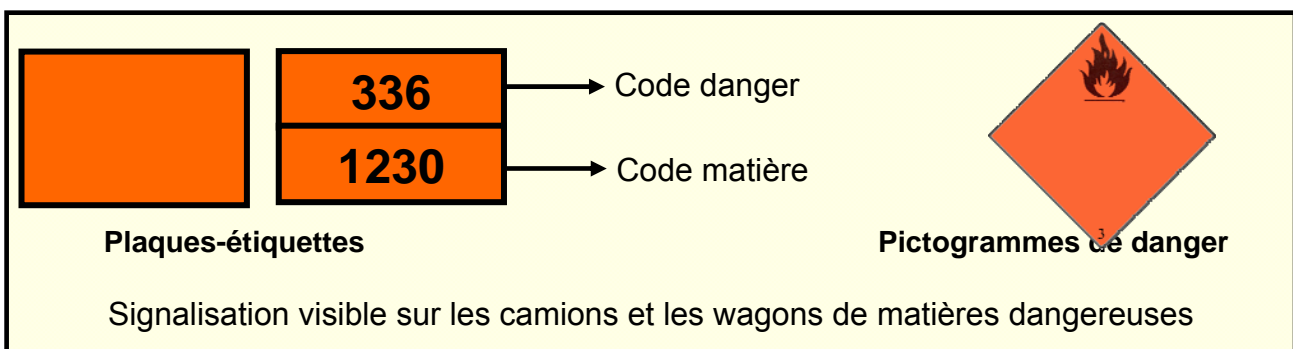 336
Code danger
1230
Code matière
3
Plaques-étiquettes
Pictogrammes de danger
Signalisation visible sur les camions et les wagons de matières dangereuses